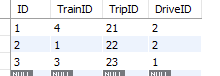 ID TrainID TripID DriveID
1 4 21 2
2 1 22 2
3 3 23 1
NULL NULL NULL NULL